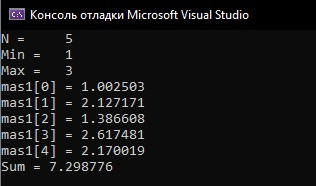 Консоль отладки Microsoft Visual Studio
N =     5
Min =   1
Max =   3
mas1[0] = 1.002503
mas1[1] = 2.127171
mas1[2] = 1.386608
mas1[3] = 2.617481
mas1[4] = 2.170019
Sum = 7.298776